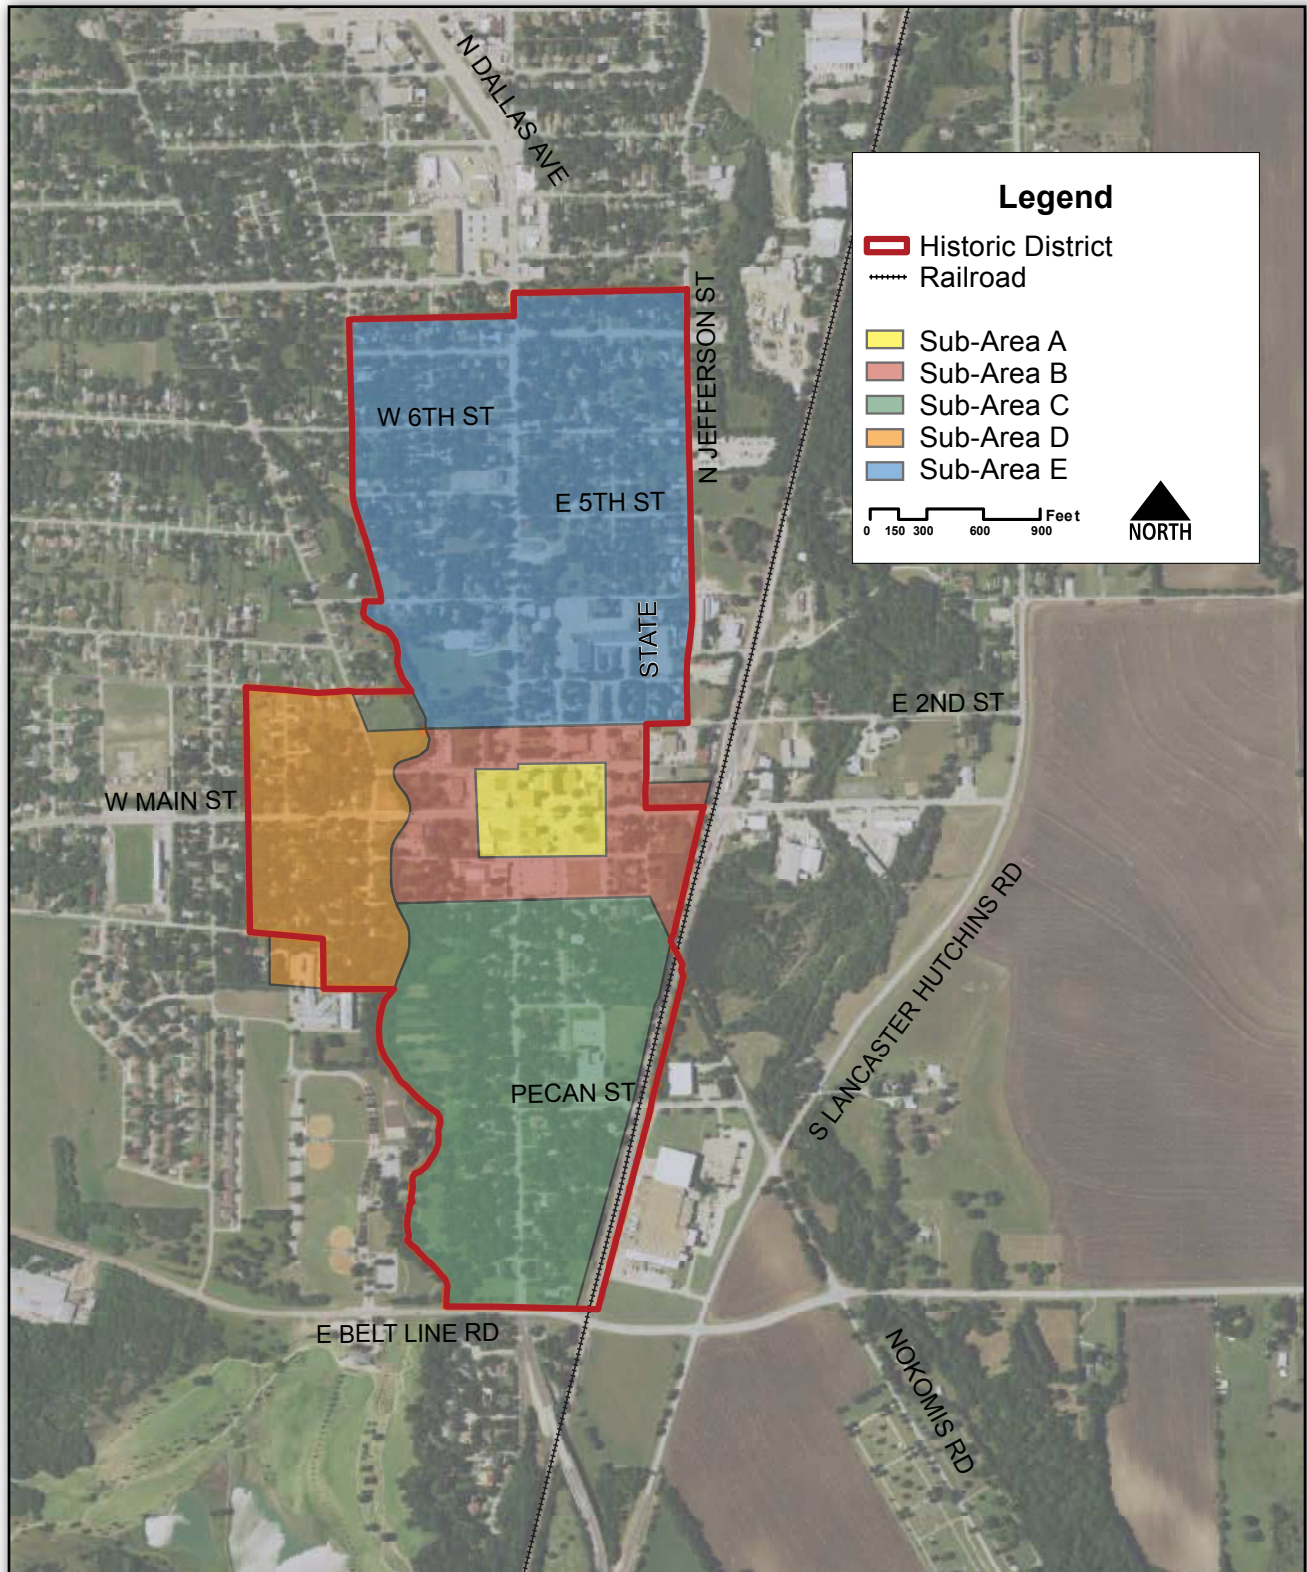 N DALLAS AVE
Legend
Historic District
Railroad
Sub-Area A
Sub-Area B
Sub-Area C
Sub-Area D
Sub-Area E
0 150 300 600 900 Feet
NORTH
N JEFFERSON ST
W 6TH ST
E 5TH ST
STATE
E 2ND ST
W MAIN ST
S LANCASTER HUTCHINS RD
PECAN ST
E BELT LINE RD
NOKOMIS RD